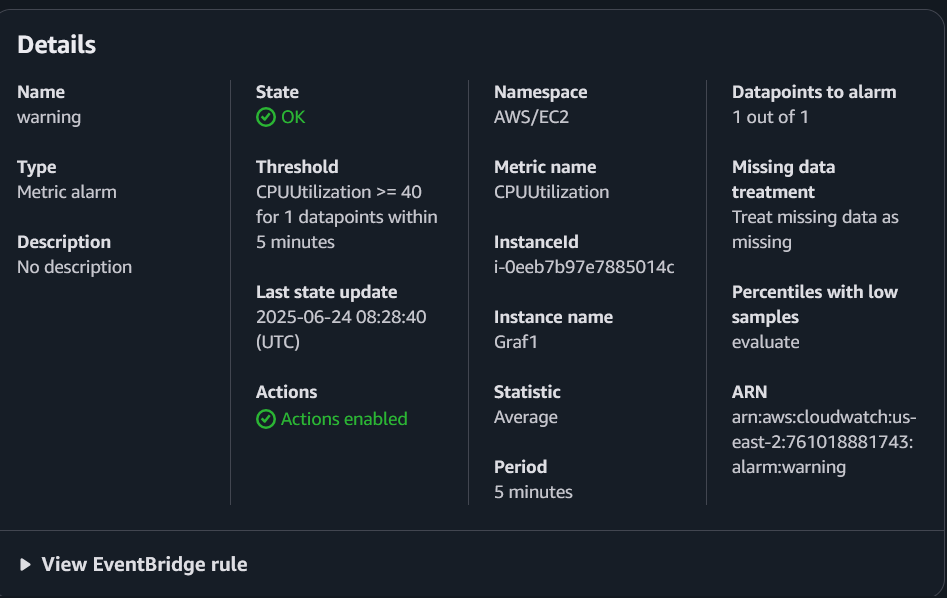 Details
Name
warning
Type
Metric alarm
Description
No description
State
OK
Threshold
CPUUtilization >= 40
for 1 datapoints within
5 minutes
Last state update
2025-06-24 08:28:40
(UTC)
Actions
Actions enabled
Namespace
AWS/EC2
Metric name
CPUUtilization
InstanceId
i-0eeb7b97e7885014c
Instance name
Graf1
Statistic
Average
Period
5 minutes
Datapoints to alarm
1 out of 1
Missing data
treatment
Treat missing data as
missing
Percentiles with low
samples
evaluate
ARN
arn:aws:cloudwatch:us-
east-2:761018881743:
alarm:warning
View EventBridge rule